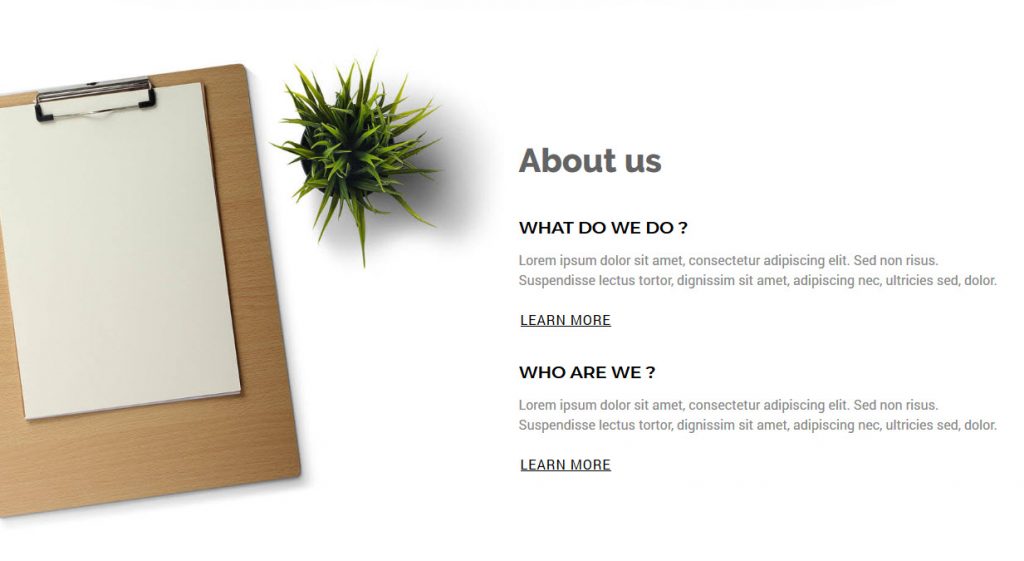 About us
WHAT DO WE DO ?
Lorem ipsum dolor sit amet, consectetur adipiscing elit. Sed non risus.
Suspendisse lectus tortor, dignissim sit amet, adipiscing nec, ultricies sed, dolor.
LEARN MORE
WHO ARE WE ?
Lorem ipsum dolor sit amet, consectetur adipiscing elit. Sed non risus.
Suspendisse lectus tortor, dignissim sit amet, adipiscing nec, ultricies sed, dolor.
LEARN MORE